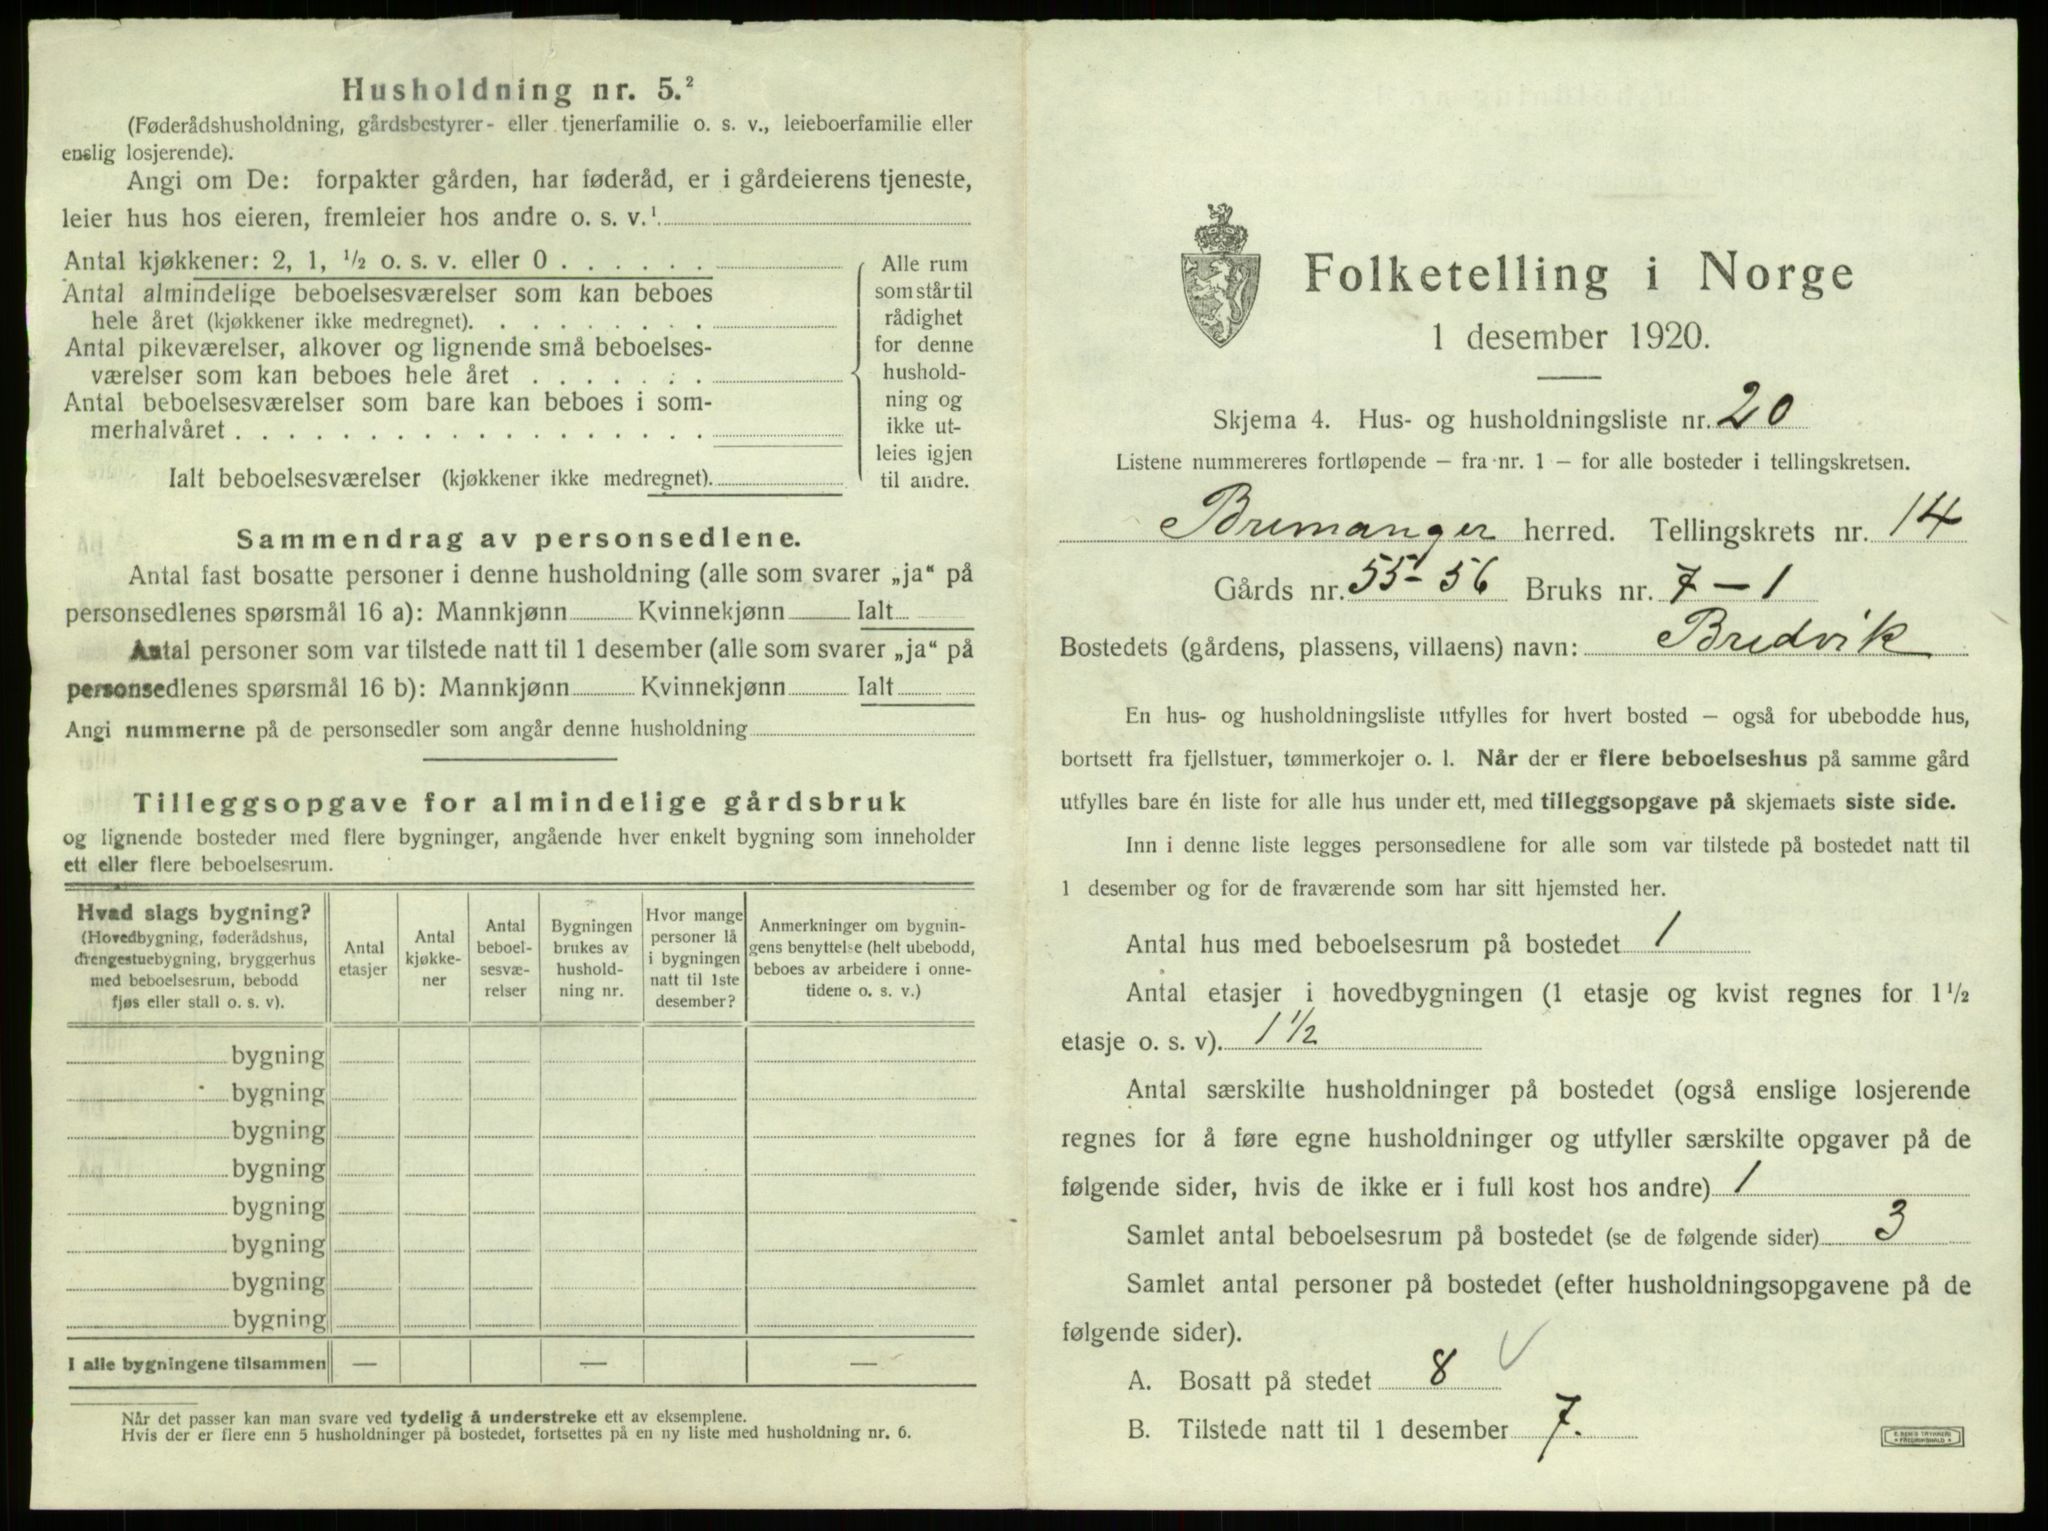 Husholdning nr. 5.²
(Føderådshusholdning, gårdsbestyrer- eller tjenerfamilie o. s. v., leieboerfamilie eller
enslig losjerende).
Angi om De: forpakter gården, har føderåd, er i gårdeierens tjeneste,
leier hus hos eieren, fremleier hos andre o. s. v.¹
Antal kjøkkener: 2, 1, ½ o. s. v. eller 0 . . . . . .
Antal almindelige beboelsesværelser som kan beboes
hele året (kjøkkener ikke medregnet). . . . . . . . .
Antal pikeværelser, alkover og lignende små beboelses-
værelser som kan beboes hele året . . . . . . .
Antal beboelsesværelser som bare kan beboes i som-
merhalvåret . . . . . . . . . . . . . . . . . .
Ialt beboelsesværelser (kjøkkener ikke medregnet).
Alle rum
som står til
rådighet
for denne
hushold-
ning og
ikke ut-
leies igjen
til andre.
Sammendrag av personsedlene.
Antal fast bosatte personer i denne husholdning (alle som svarer „ja“ på
personsedlenes spørsmål 16 a): Mannkjønn Kvinnekjønn Ialt
Antal personer som var tilstede natt til 1 desember (alle som svarer „ja“ på
personsedlenes spørsmål 16 b): Mannkjønn Kvinnekjønn Ialt
Angi nummerne på de personsedler som angår denne husholdning
Tilleggsopgave for almindelige gårdsbruk
og lignende bosteder med flere bygninger, angående hver enkelt bygning som inneholder
ett eller flere beboelsesrum.
Hvad slags bygning?
(Hovedbygning, føderådshus,
drengestuebygning, bryggerhus
med beboelsesrum, bebodd
fjøs eller stall o. s. v).
Antal
etasjer
Antal
kjøkke-
ner
Antal
beboel-
sesvæ-
relser
Bygningen
brukes av
hushold-
ning nr.
Hvor mange
personer lå
i bygningen
natt til 1ste
desember?
Anmerkninger om bygnin-
gens benyttelse (helt ubebodd,
beboes av arbeidere i onne-
tidene o. s. v.)
bygning
bygning
bygning
bygning
bygning
bygning
bygning
bygning
I alle bygningene tilsammen — — —
Når det passer kan man svare ved tydelig å understreke ett av eksemplene.
Hvis der er flere enn 5 husholdninger på bostedet, fortsettes på en ny liste med husholdning nr. 6.
Folketelling i Norge
1 desember 1920.
Skjema 4. Hus- og husholdningsliste nr. 20
Listene nummereres fortløpende – fra nr. 1 – for alle bosteder i tellingskretsen.
Bremanger herred. Tellingskrets nr. 14
Gårds nr. 55-56 Bruks nr. 7 – 1
Bostedets (gårdens, plassens, villaens) navn: Bredvik
En hus- og husholdningsliste utfylles for hvert bosted – også for ubebodde hus,
bortsett fra fjellstuer, tømmerkojer o. l. Når der er flere beboelseshus på samme gård
utfylles bare én liste for alle hus under ett, med tilleggsopgave på skjemaets siste side.
Inn i denne liste legges personsedlene for alle som var tilstede på bostedet natt til
1 desember og for de fraværende som har sitt hjemsted her.
Antal hus med beboelsesrum på bostedet 1
Antal etasjer i hovedbygningen (1 etasje og kvist regnes for 1½
etasje o. s. v). 1½
Antal særskilte husholdninger på bostedet (også enslige losjerende
regnes for å føre egne husholdninger og utfyller særskilte opgaver på de
følgende sider, hvis de ikke er i full kost hos andre) 1
Samlet antal beboelsesrum på bostedet (se de følgende sider) 3
Samlet antal personer på bostedet (efter husholdningsopgavene på de
følgende sider).
A. Bosatt på stedet 8 ✓
B. Tilstede natt til 1 desember 7.